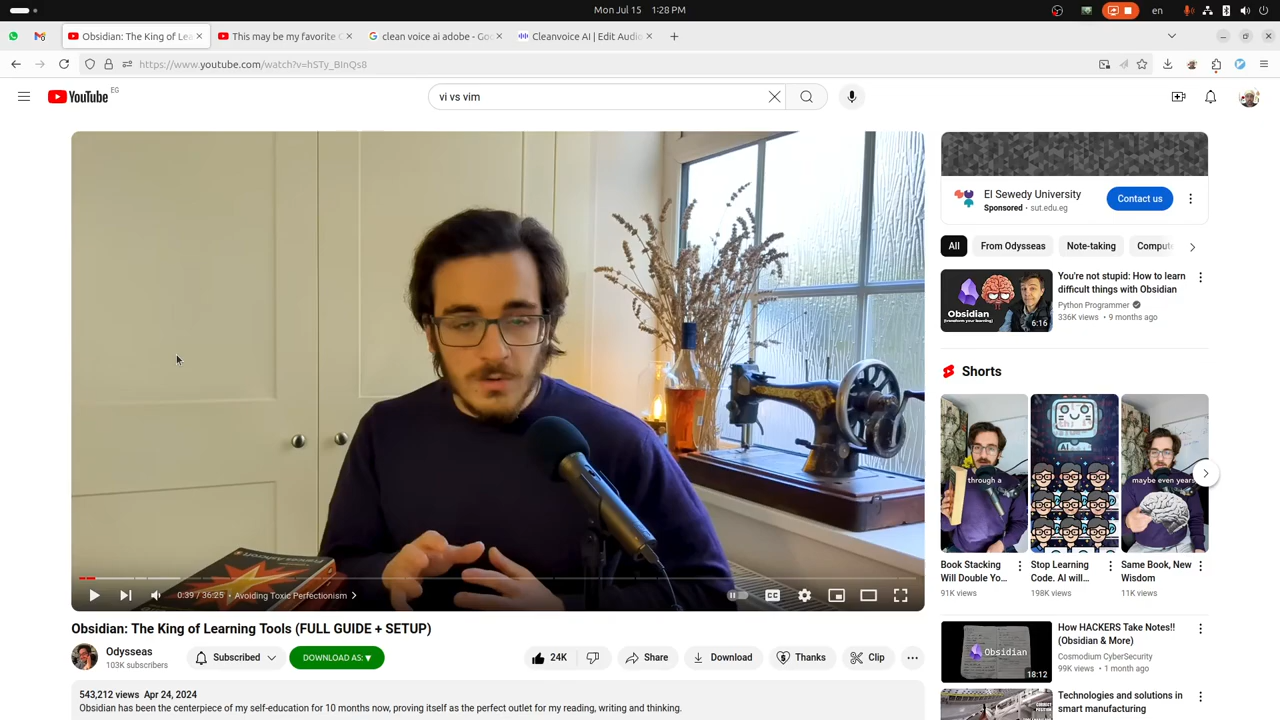 Mon Jul 15 1:28 PM
en
Obsidian: The King of Lea
This may be my favorite C
clean voice ai adobe - Goo
Cleanvoice AI | Edit Audio
https://www.youtube.com/watch?v=hSTy_BInQs8
YouTube EG
vi vs vim
El Sewedy University
Sponsored • sut.edu.eg
Contact us
All
From Odysseas
Note-taking
Compute
You're not stupid: How to learn
difficult things with Obsidian
Python Programmer
336K views • 9 months ago
Obsidian
(transform your learning)
6:16
Shorts
through a
AI
maybe even years
Book Stacking
Will Double Yo...
91K views
Stop Learning
Code. AI will...
198K views
Same Book, New
Wisdom
11K views
0:39 / 36:25 • Avoiding Toxic Perfectionism
CC
Obsidian: The King of Learning Tools (FULL GUIDE + SETUP)
Odysseas
103K subscribers
Subscribed
DOWNLOAD AS: ▼
24K
Share
Download
Thanks
Clip
543,212 views Apr 24, 2024
Obsidian has been the centerpiece of my
for 10 months now, proving itself as the perfect outlet for my reading, writing and thinking.
How HACKERS Take Notes!!
(Obsidian & More)
Cosmodium CyberSecurity
99K views • 1 month ago
Obsidian
18:12
Technologies and solutions in
smart manufacturing